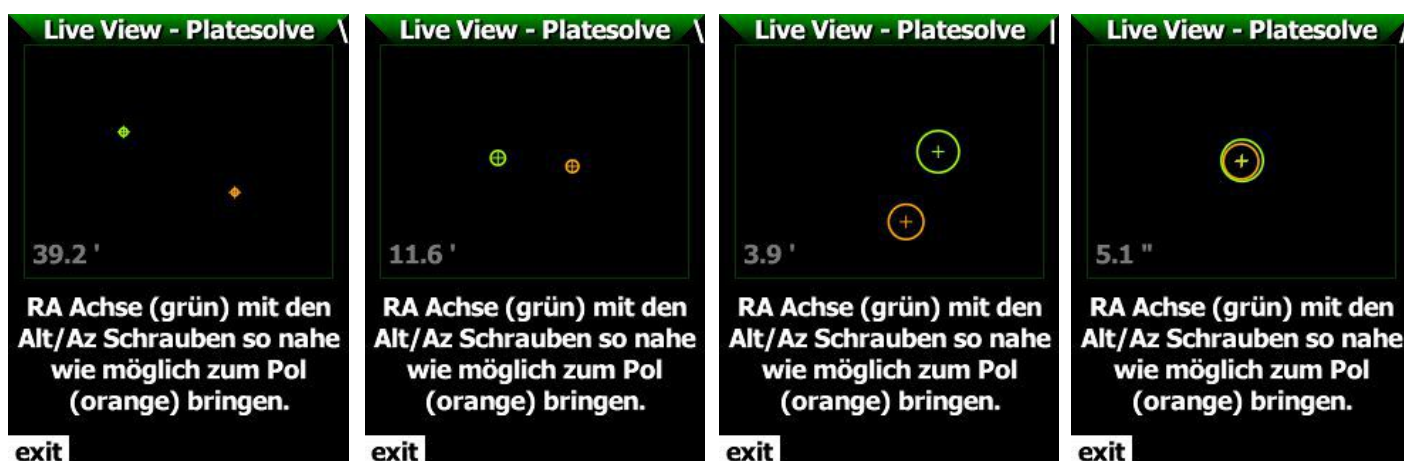 Live View - Platesolve \
39.2 '
RA Achse (grün) mit den
Alt/Az Schrauben so nahe
wie möglich zum Pol
(orange) bringen.
exit
Live View - Platesolve \
11.6 '
RA Achse (grün) mit den
Alt/Az Schrauben so nahe
wie möglich zum Pol
(orange) bringen.
exit
Live View - Platesolve |
3.9 '
RA Achse (grün) mit den
Alt/Az Schrauben so nahe
wie möglich zum Pol
(orange) bringen.
exit
Live View - Platesolve /
5.1 "
RA Achse (grün) mit den
Alt/Az Schrauben so nahe
wie möglich zum Pol
(orange) bringen.
exit